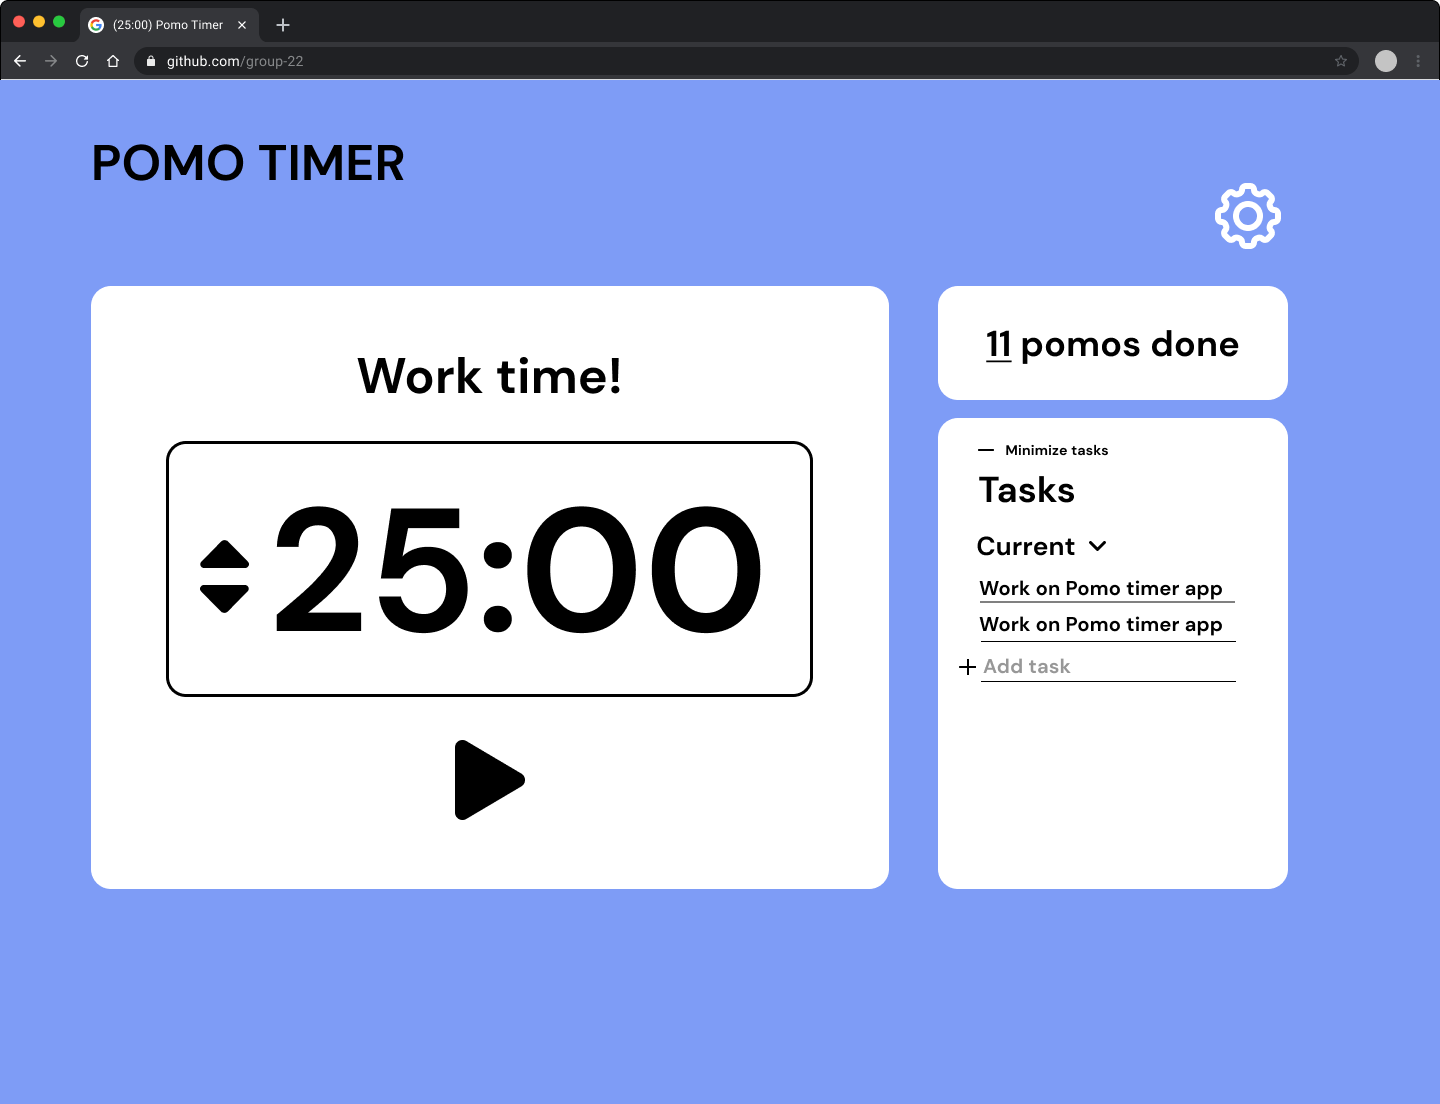 (25:00) Pomo Timer
github.com/group-22
POMO TIMER
Work time!
25:00
11 pomos done
Minimize tasks
Tasks
Current
Work on Pomo timer app
Work on Pomo timer app
Add task